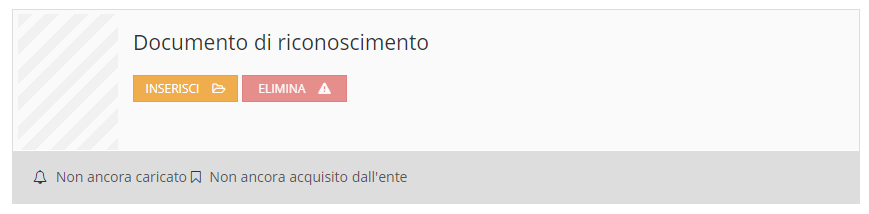 Documento di riconoscimento
INSERISCI ELIMINA
Non ancora caricato Non ancora acquisito dall'ente